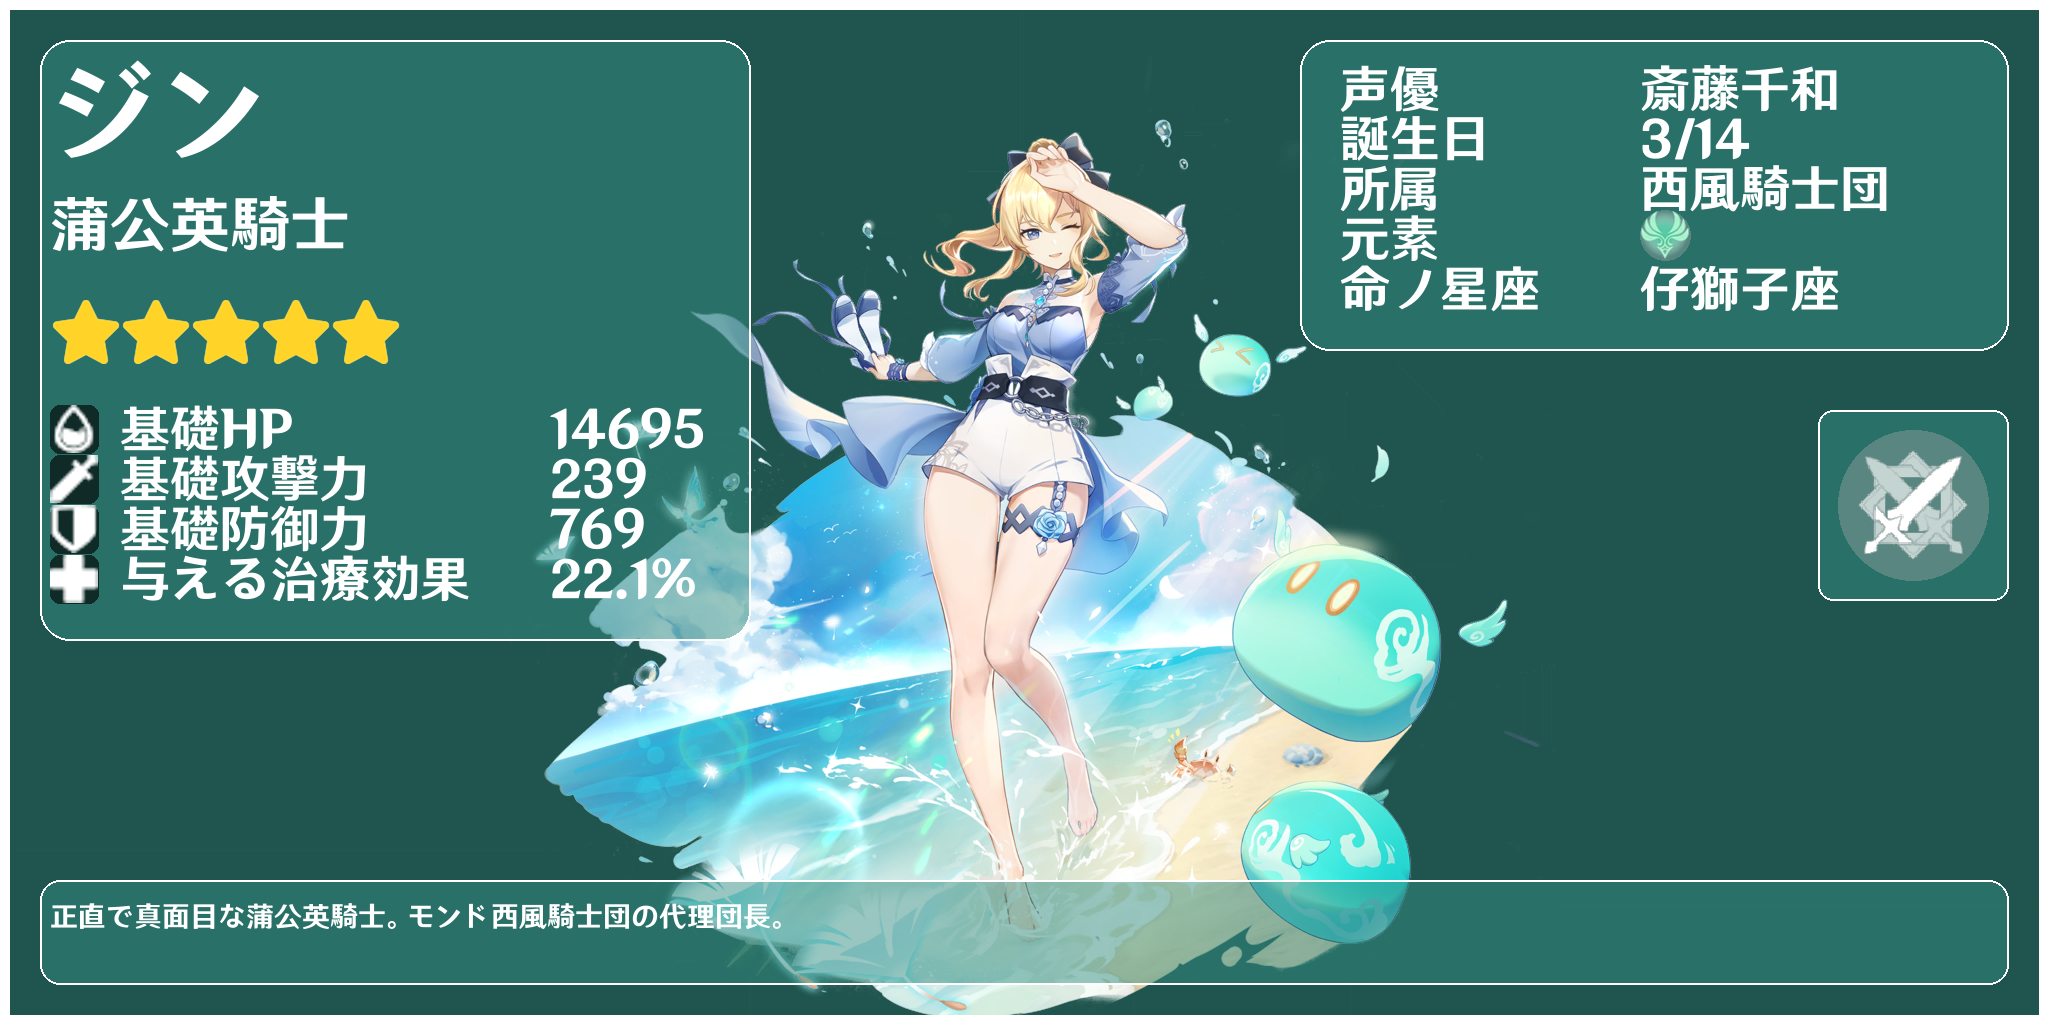 ジン
蒲公英騎士
基礎HP 14695
基礎攻撃力 239
基礎防御力 769
与える治療効果 22.1%
声優 斎藤千和
誕生日 3/14
所属 西風騎士団
元素
命ノ星座 仔獅子座
正直で真面目な蒲公英騎士。モンド西風騎士団の代理団長。